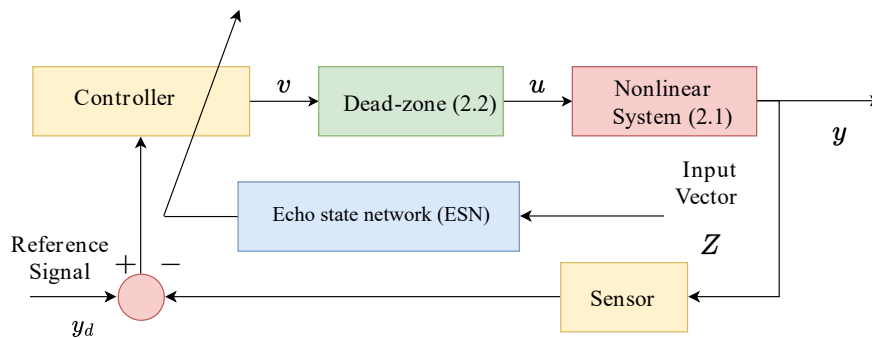 Controller
v
Dead-zone (2.2)
u
Nonlinear
System (2.1)
y
Input
Vector
Echo state network (ESN)
Z
Reference
Signal
+ −
Sensor
y_d